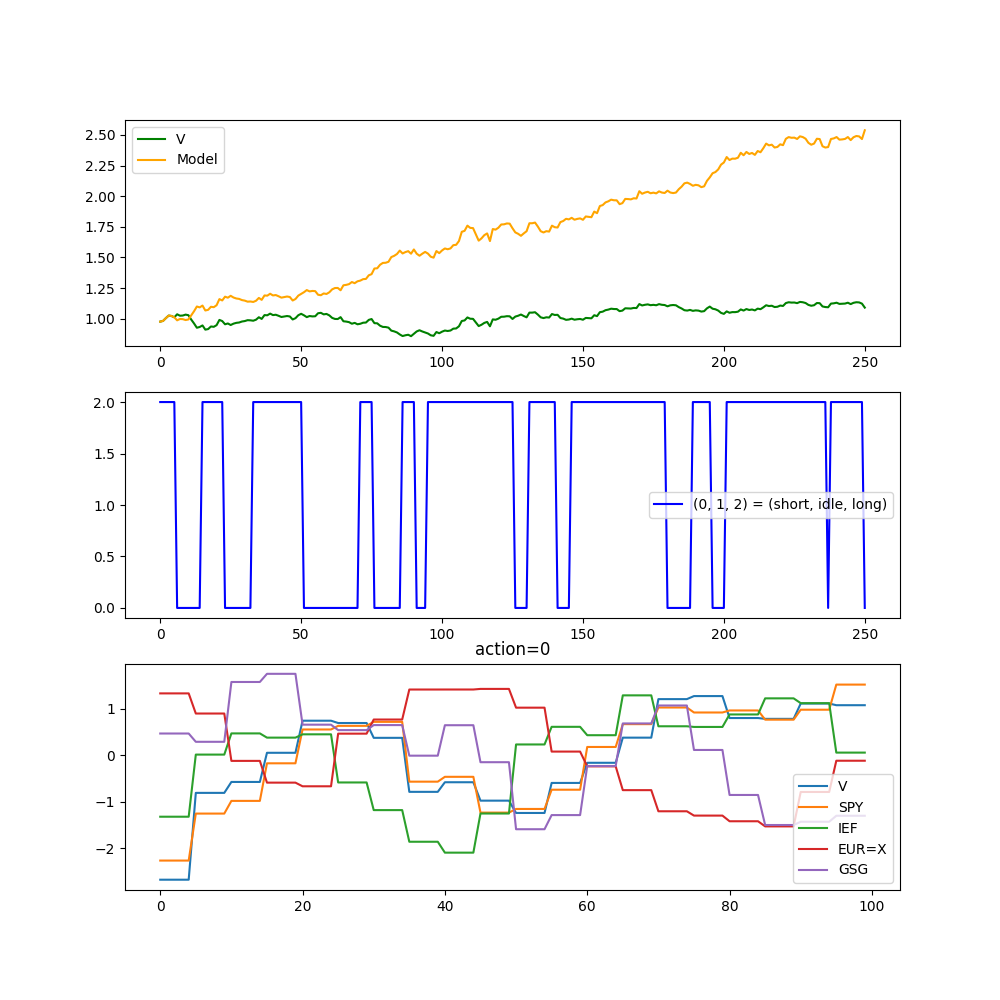 V
Model
2.50
2.25
2.00
1.75
1.50
1.25
1.00
0 50 100 150 200 250
2.0
1.5
1.0
0.5
0.0
(0, 1, 2) = (short, idle, long)
0 50 100 150 200 250
action=0
1
0
−1
−2
V
SPY
IEF
EUR=X
GSG
0 20 40 60 80 100